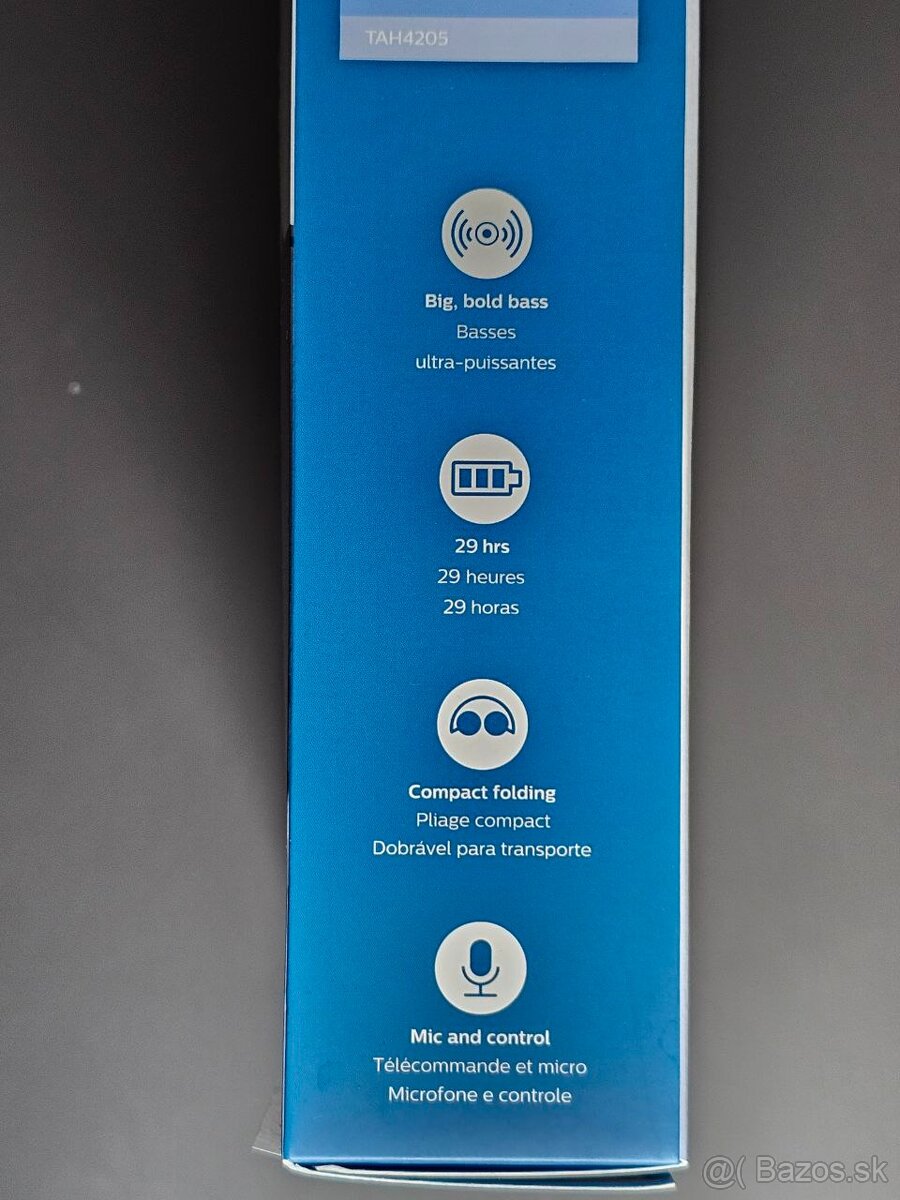 TAH4205
Big, bold bass
Basses
ultra-puissantes
29 hrs
29 heures
29 horas
Compact folding
Pliage compact
Dobrável para transporte
Mic and control
Télécommande et micro
Microfone e controle
@( Bazos.sk